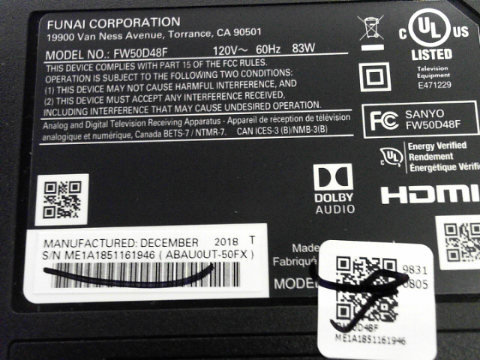 FUNAI CORPORATION
19900 Van Ness Avenue, Torrance, CA 90501
MODEL NO.: FW50D48F 120V~ 60Hz 83W
THIS DEVICE COMPLIES WITH PART 15 OF THE FCC RULES.
OPERATION IS SUBJECT TO THE FOLLOWING TWO CONDITIONS:
(1) THIS DEVICE MAY NOT CAUSE HARMFUL INTERFERENCE, AND
(2) THIS DEVICE MUST ACCEPT ANY INTERFERENCE RECEIVED,
INCLUDING INTERFERENCE THAT MAY CAUSE UNDESIRED OPERATION.
Analog and Digital Television Receiving Apparatus - Appareil de réception de télévision
analogique et numérique, Canada BETS-7 / NTMR-7. CAN ICES-3 (B)/NMB-3(B)
C UL US
LISTED
Television
Equipment
E471229
FC SANYO
FW50D48F
UL Energy Verified
Rendement
Énergétique Vérifié
DOLBY
AUDIO
HDMI
MANUFACTURED: DECEMBER 2018 T
S/N ME1A1851161946 ( ABAU0UT-50FX )
Made
Fabriqué
MODEL
9831
0805
FW50D48F
ME1A1851161946